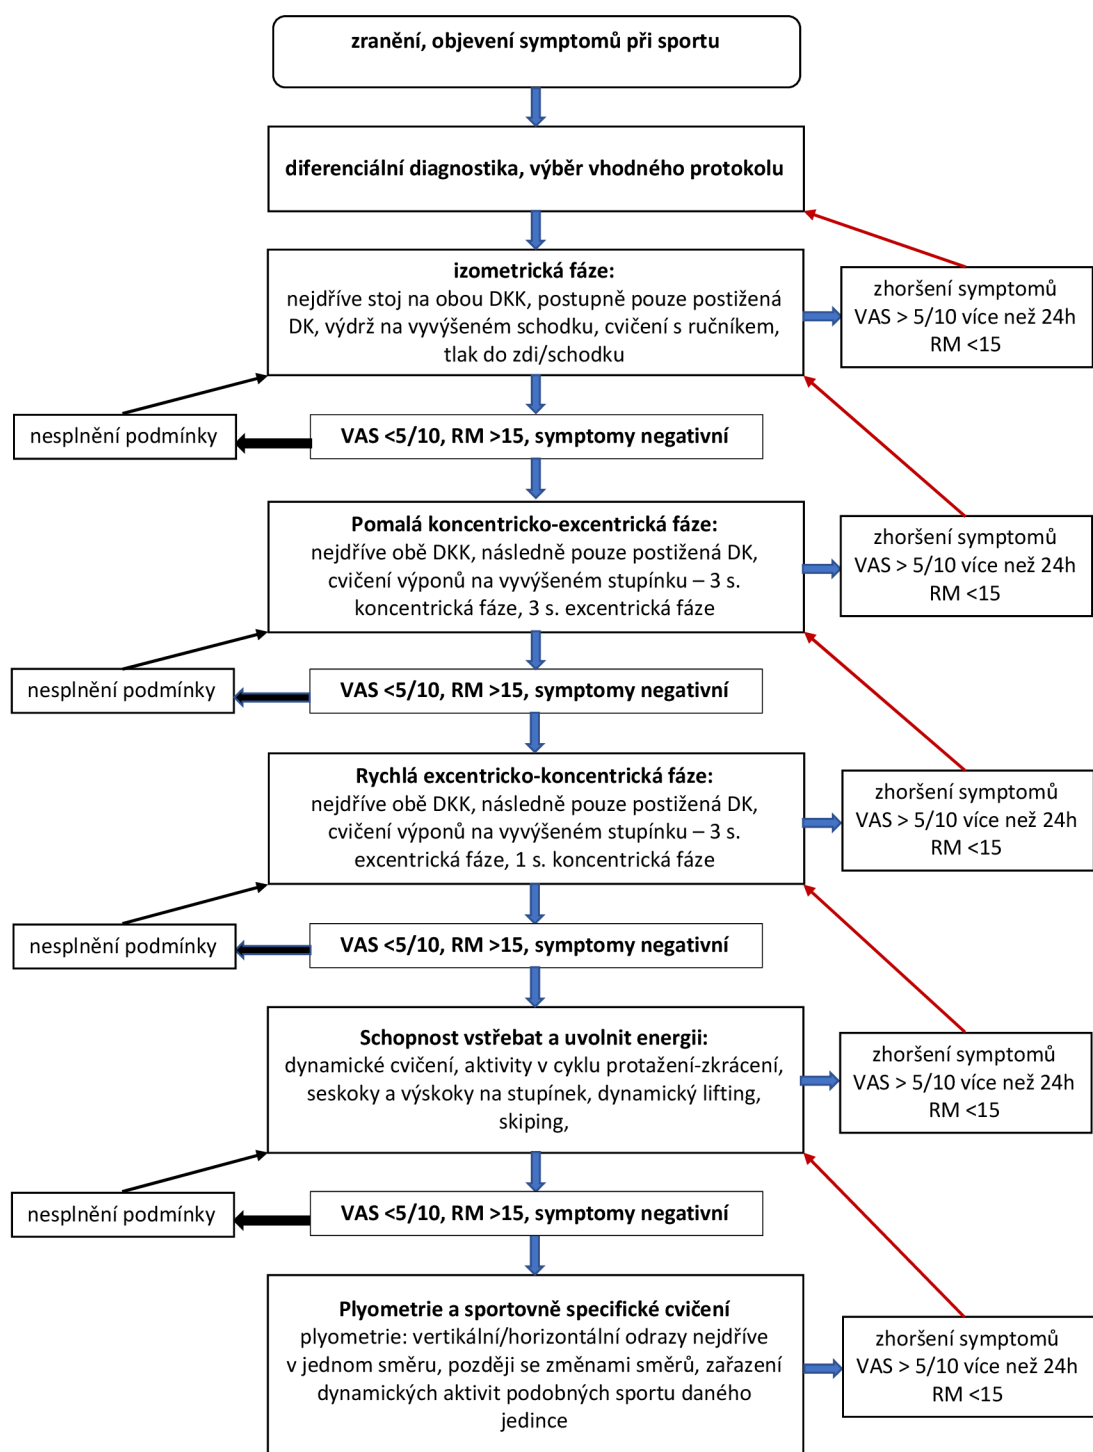 zranění, objevení symptomů při sportu
diferenciální diagnostika, výběr vhodného protokolu
izometrická fáze:
nejdříve stoj na obou DKK, postupně pouze postižená
DK, výdrž na vyvýšeném schodku, cvičení s ručníkem,
tlak do zdi/schodku
zhoršení symptomů
VAS > 5/10 více než 24h
RM <15
nesplnění podmínky
VAS <5/10, RM >15, symptomy negativní
Pomalá koncentricko-excentrická fáze:
nejdříve obě DKK, následně pouze postižená DK,
cvičení výponů na vyvýšeném stupínku – 3 s.
koncentrická fáze, 3 s. excentrická fáze
zhoršení symptomů
VAS > 5/10 více než 24h
RM <15
nesplnění podmínky
VAS <5/10, RM >15, symptomy negativní
Rychlá excentricko-koncentrická fáze:
nejdříve obě DKK, následně pouze postižená DK,
cvičení výponů na vyvýšeném stupínku – 3 s.
excentrická fáze, 1 s. koncentrická fáze
zhoršení symptomů
VAS > 5/10 více než 24h
RM <15
nesplnění podmínky
VAS <5/10, RM >15, symptomy negativní
Schopnost vstřebat a uvolnit energii:
dynamické cvičení, aktivity v cyklu protažení-zkrácení,
seskoky a výskoky na stupínek, dynamický lifting,
skiping,
zhoršení symptomů
VAS > 5/10 více než 24h
RM <15
nesplnění podmínky
VAS <5/10, RM >15, symptomy negativní
Plyometrie a sportovně specifické cvičení
plyometrie: vertikální/horizontální odrazy nejdříve
v jednom směru, později se změnami směrů, zařazení
dynamických aktivit podobných sportu daného
jedince
zhoršení symptomů
VAS > 5/10 více než 24h
RM <15